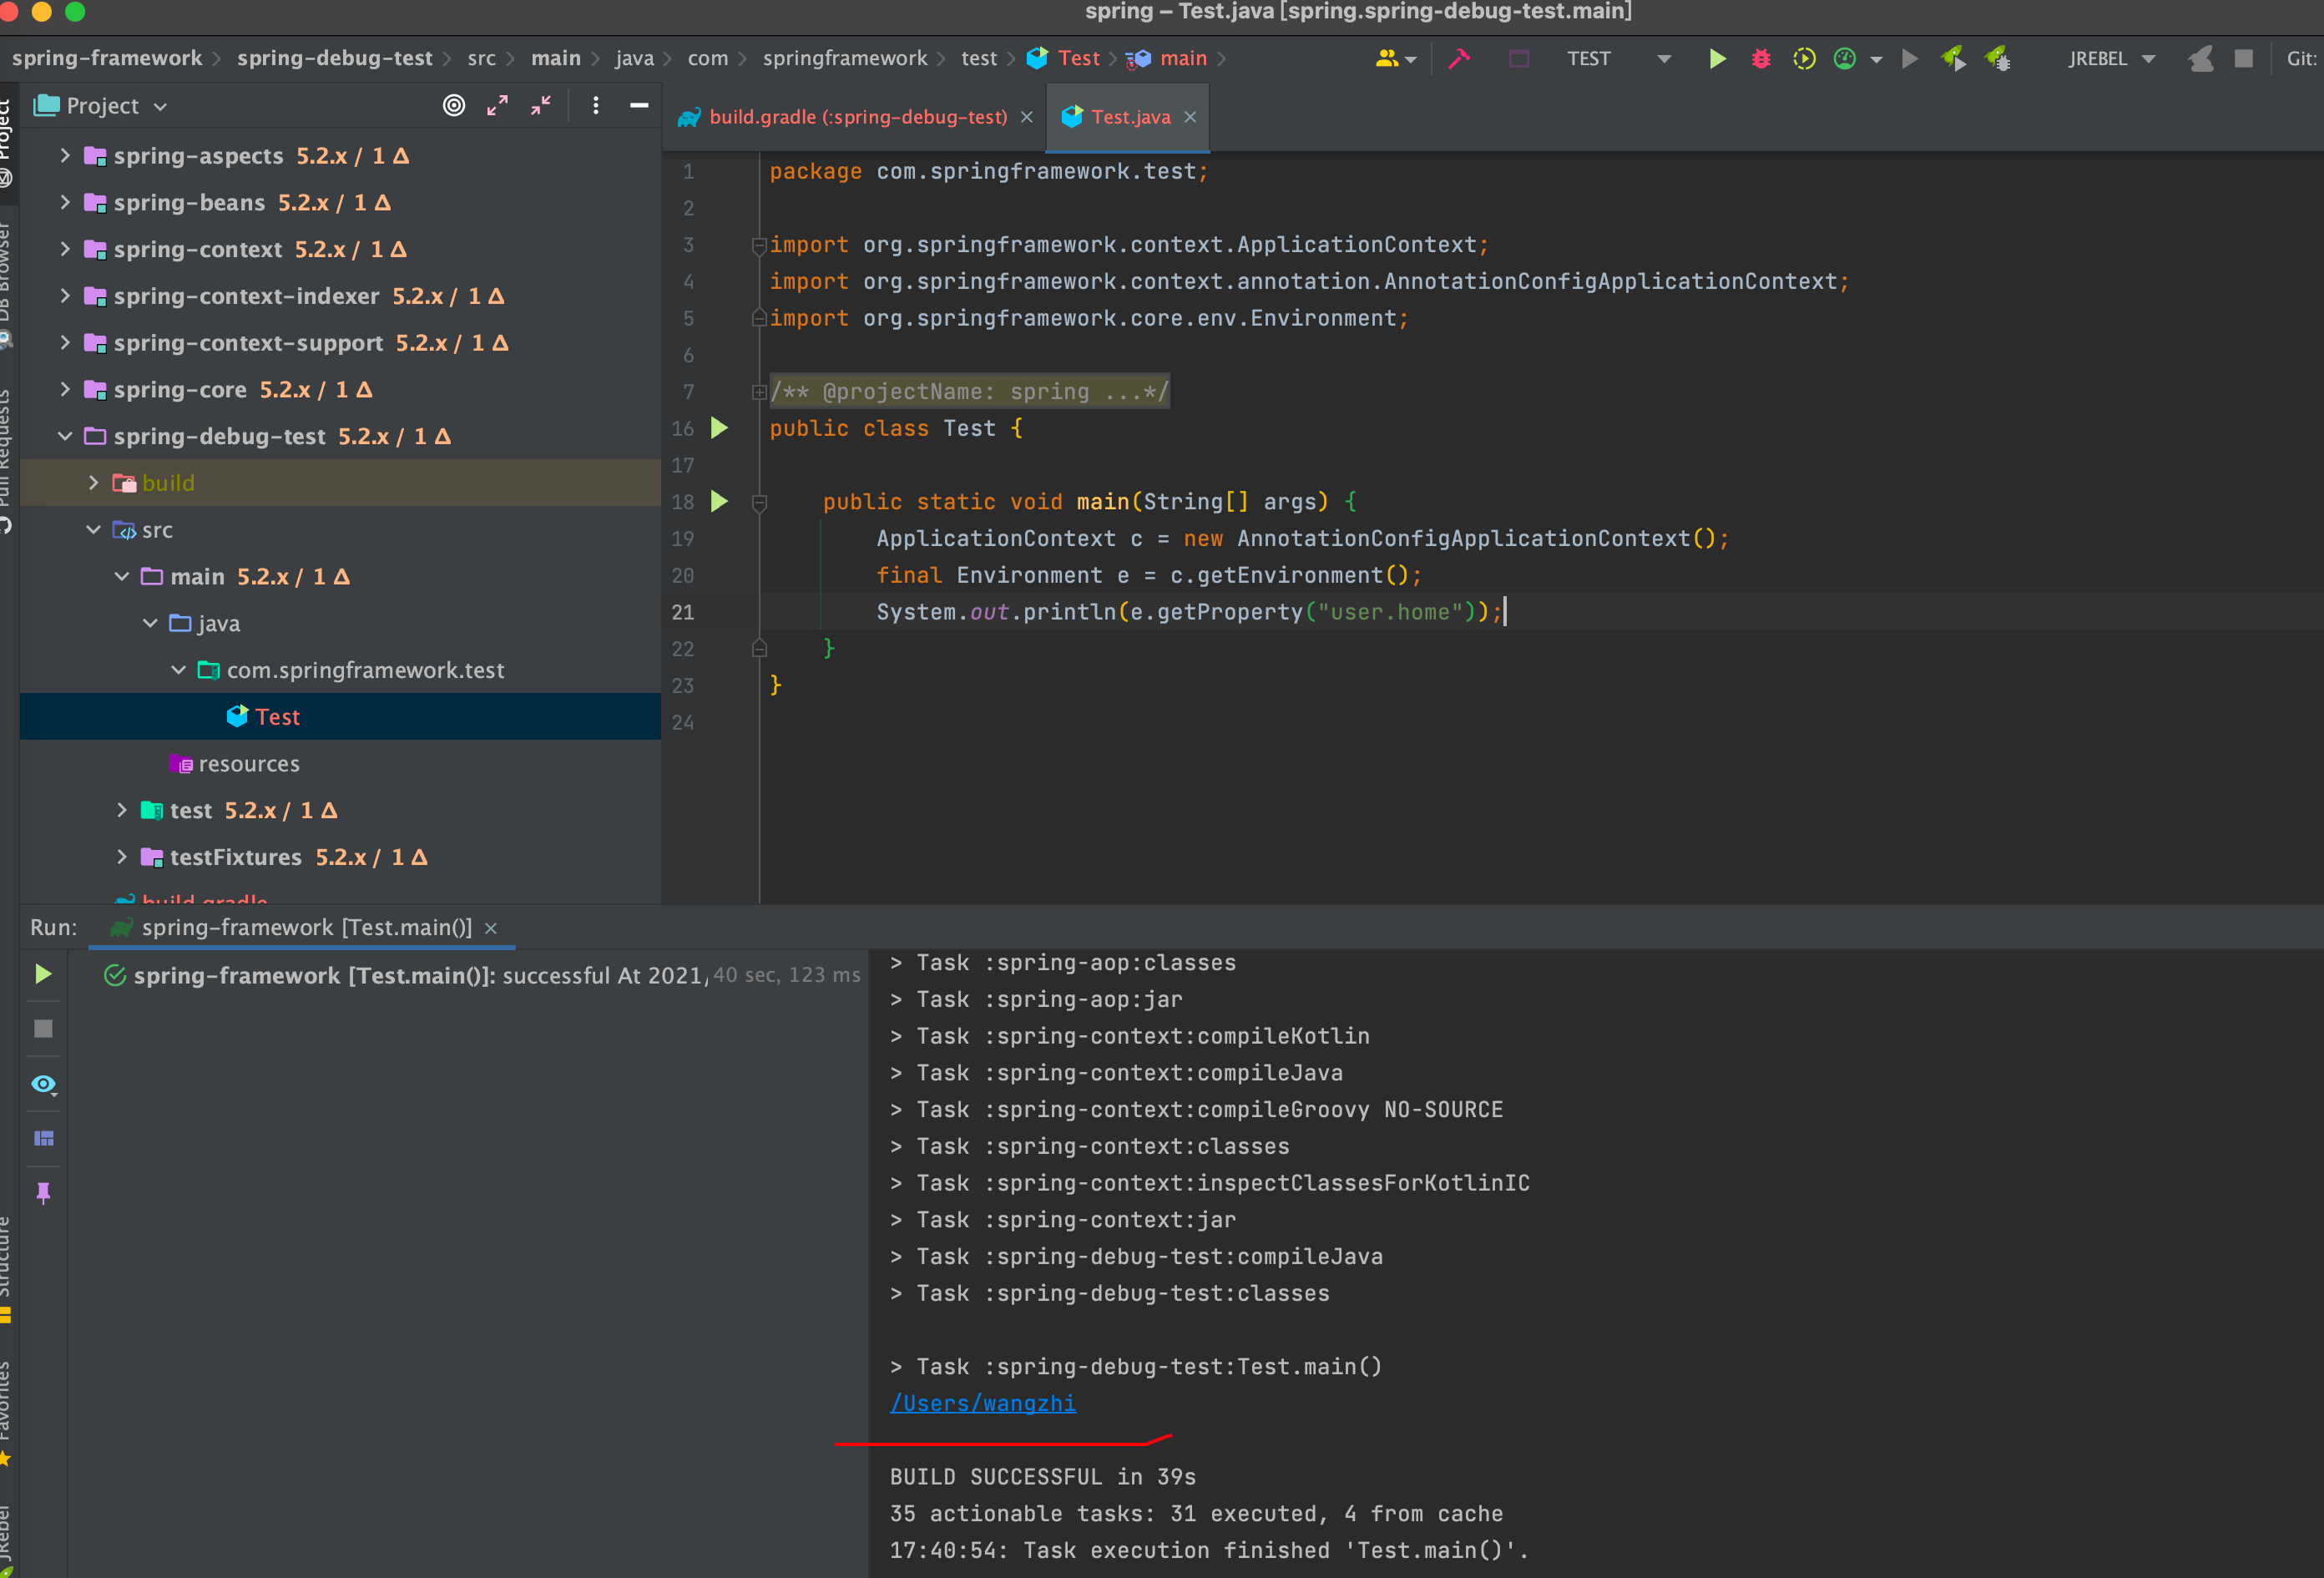 spring – Test.java [spring.spring-debug-test.main]
spring-framework spring-debug-test src main java com springframework test Test main TEST JREBEL Git:
Project
build.gradle (:spring-debug-test)
Test.java
Project
DB Browser
Pull Requests
spring-aspects 5.2.x / 1 Δ
spring-beans 5.2.x / 1 Δ
spring-context 5.2.x / 1 Δ
spring-context-indexer 5.2.x / 1 Δ
spring-context-support 5.2.x / 1 Δ
spring-core 5.2.x / 1 Δ
spring-debug-test 5.2.x / 1 Δ
build
src
main 5.2.x / 1 Δ
java
com.springframework.test
Test
resources
test 5.2.x / 1 Δ
testFixtures 5.2.x / 1 Δ
build.gradle
1 package com.springframework.test;
2
3 import org.springframework.context.ApplicationContext;
4 import org.springframework.context.annotation.AnnotationConfigApplicationContext;
5 import org.springframework.core.env.Environment;
6
7 /** @projectName: spring ...*/
16 public class Test {
17
18 public static void main(String[] args) {
19 ApplicationContext c = new AnnotationConfigApplicationContext();
20 final Environment e = c.getEnvironment();
21 System.out.println(e.getProperty("user.home"));
22 }
23 }
24
Run: spring-framework [Test.main()]
spring-framework [Test.main()]: successful At 2021, 40 sec, 123 ms
Structure
Favorites
JRebel
> Task :spring-aop:classes
> Task :spring-aop:jar
> Task :spring-context:compileKotlin
> Task :spring-context:compileJava
> Task :spring-context:compileGroovy NO-SOURCE
> Task :spring-context:classes
> Task :spring-context:inspectClassesForKotlinIC
> Task :spring-context:jar
> Task :spring-debug-test:compileJava
> Task :spring-debug-test:classes
> Task :spring-debug-test:Test.main()
/Users/wangzhi
BUILD SUCCESSFUL in 39s
35 actionable tasks: 31 executed, 4 from cache
17:40:54: Task execution finished 'Test.main()'.